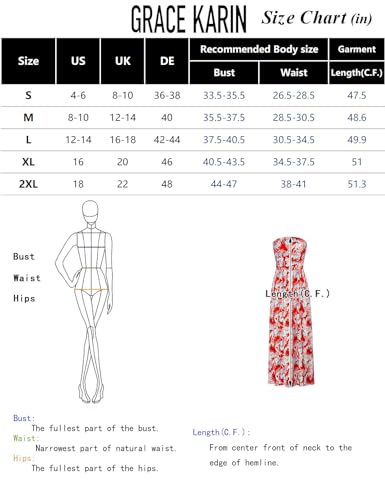 GRACE KARIN Size Chart (in)
Size US UK DE Recommended Body size Garment
Bust Waist Length(C.F.)
S 4-6 8-10 36-38 33.5-35.5 26.5-28.5 47.5
M 8-10 12-14 40 35.5-37.5 28.5-30.5 48.6
L 12-14 16-18 42-44 37.5-40.5 30.5-34.5 49.9
XL 16 20 46 40.5-43.5 34.5-37.5 51
2XL 18 22 48 44-47 38-41 51.3
Bust
Waist
Hips
Length(C.F.)
Bust:
The fullest part of the bust.
Waist:
Narrowest part of natural waist.
Hips:
The fullest part of the hips.
Length(C.F.):
From center front of neck to the
edge of hemline.